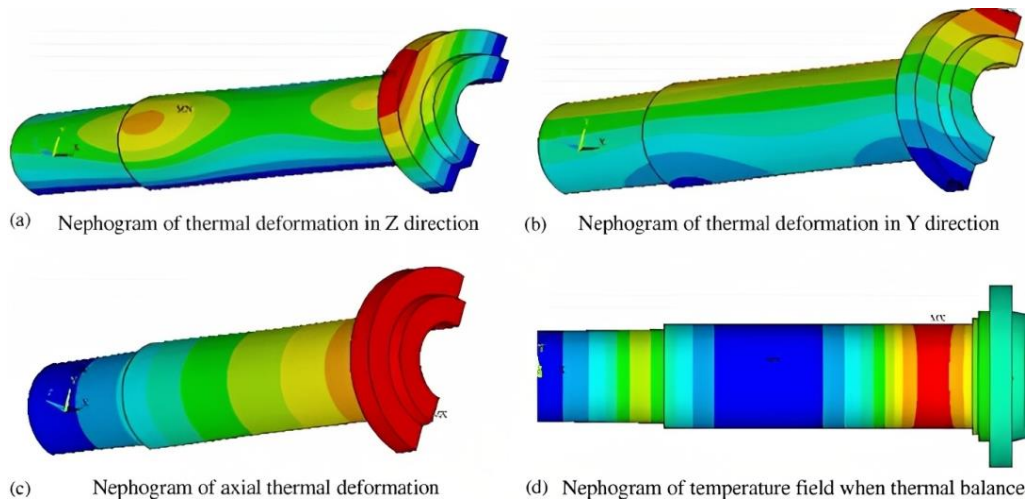 (a) Nephogram of thermal deformation in Z direction
(b) Nephogram of thermal deformation in Y direction
(c) Nephogram of axial thermal deformation
MX
(d) Nephogram of temperature field when thermal balance